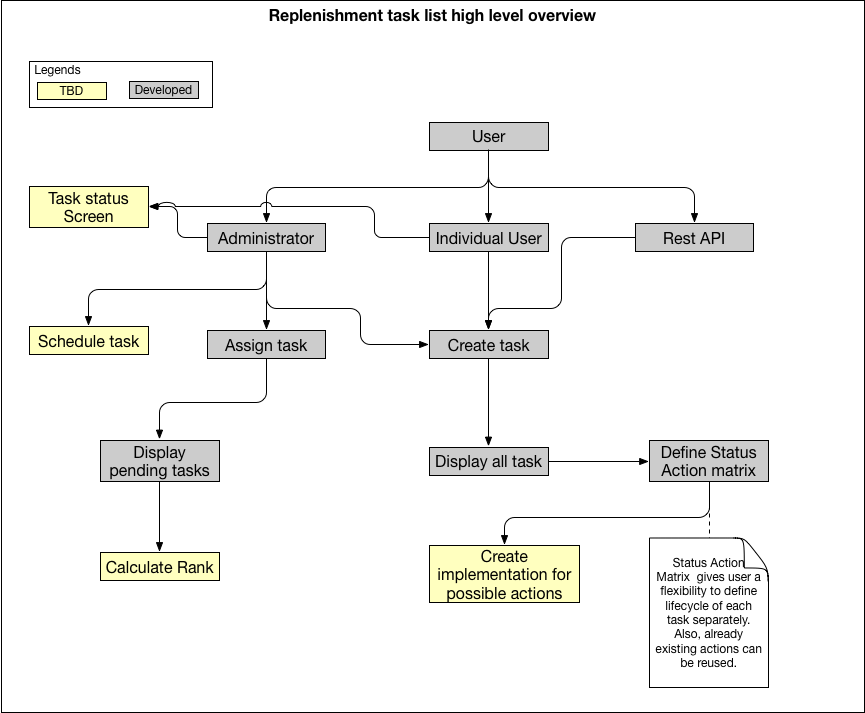 Replenishment task list high level overview
Legends
TBD
Developed
User
Task status
Screen
Administrator
Individual User
Rest API
Schedule task
Assign task
Create task
Display
pending tasks
Display all task
Define Status
Action matrix
Calculate Rank
Create
implementation for
possible actions
Status Action
Matrix  gives user a
flexibility to define
lifecycle of each
task separately.
Also, already
existing actions can
be reused.